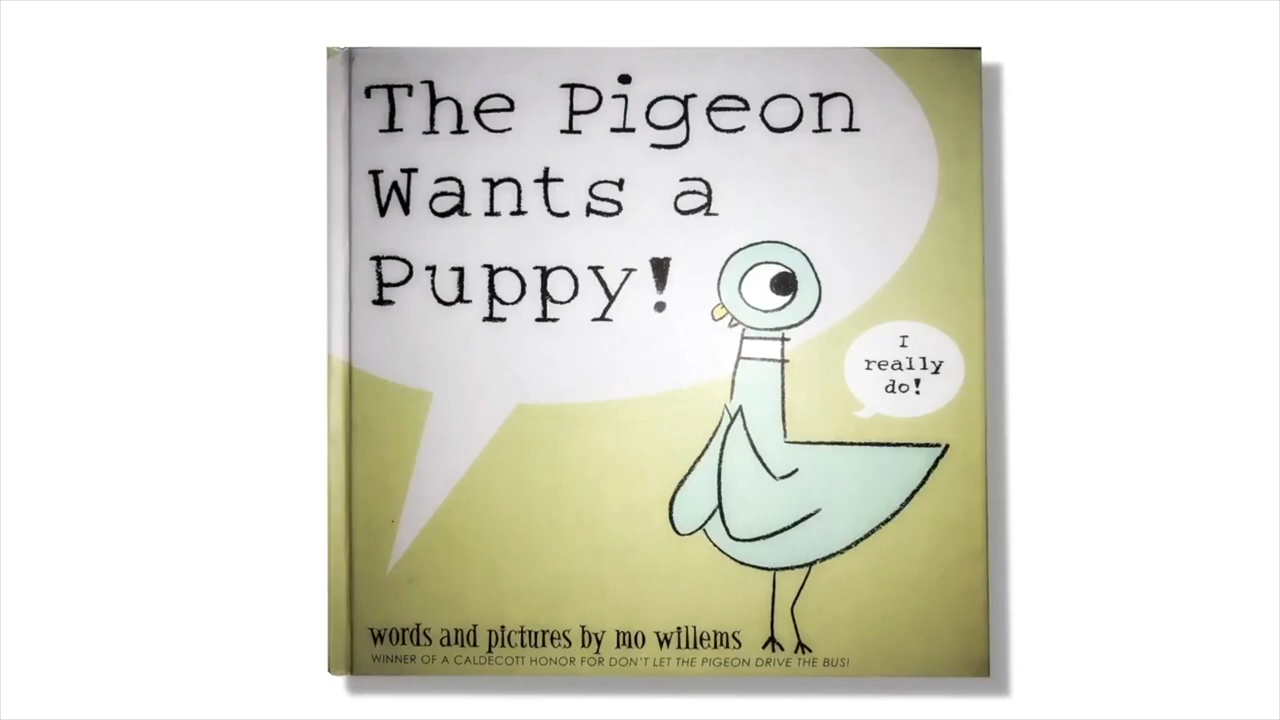 The Pigeon
Wants a
Puppy!
I
really
do!
words and pictures by mo willems
WINNER OF A CALDECOTT HONOR FOR DON'T LET THE PIGEON DRIVE THE BUS!